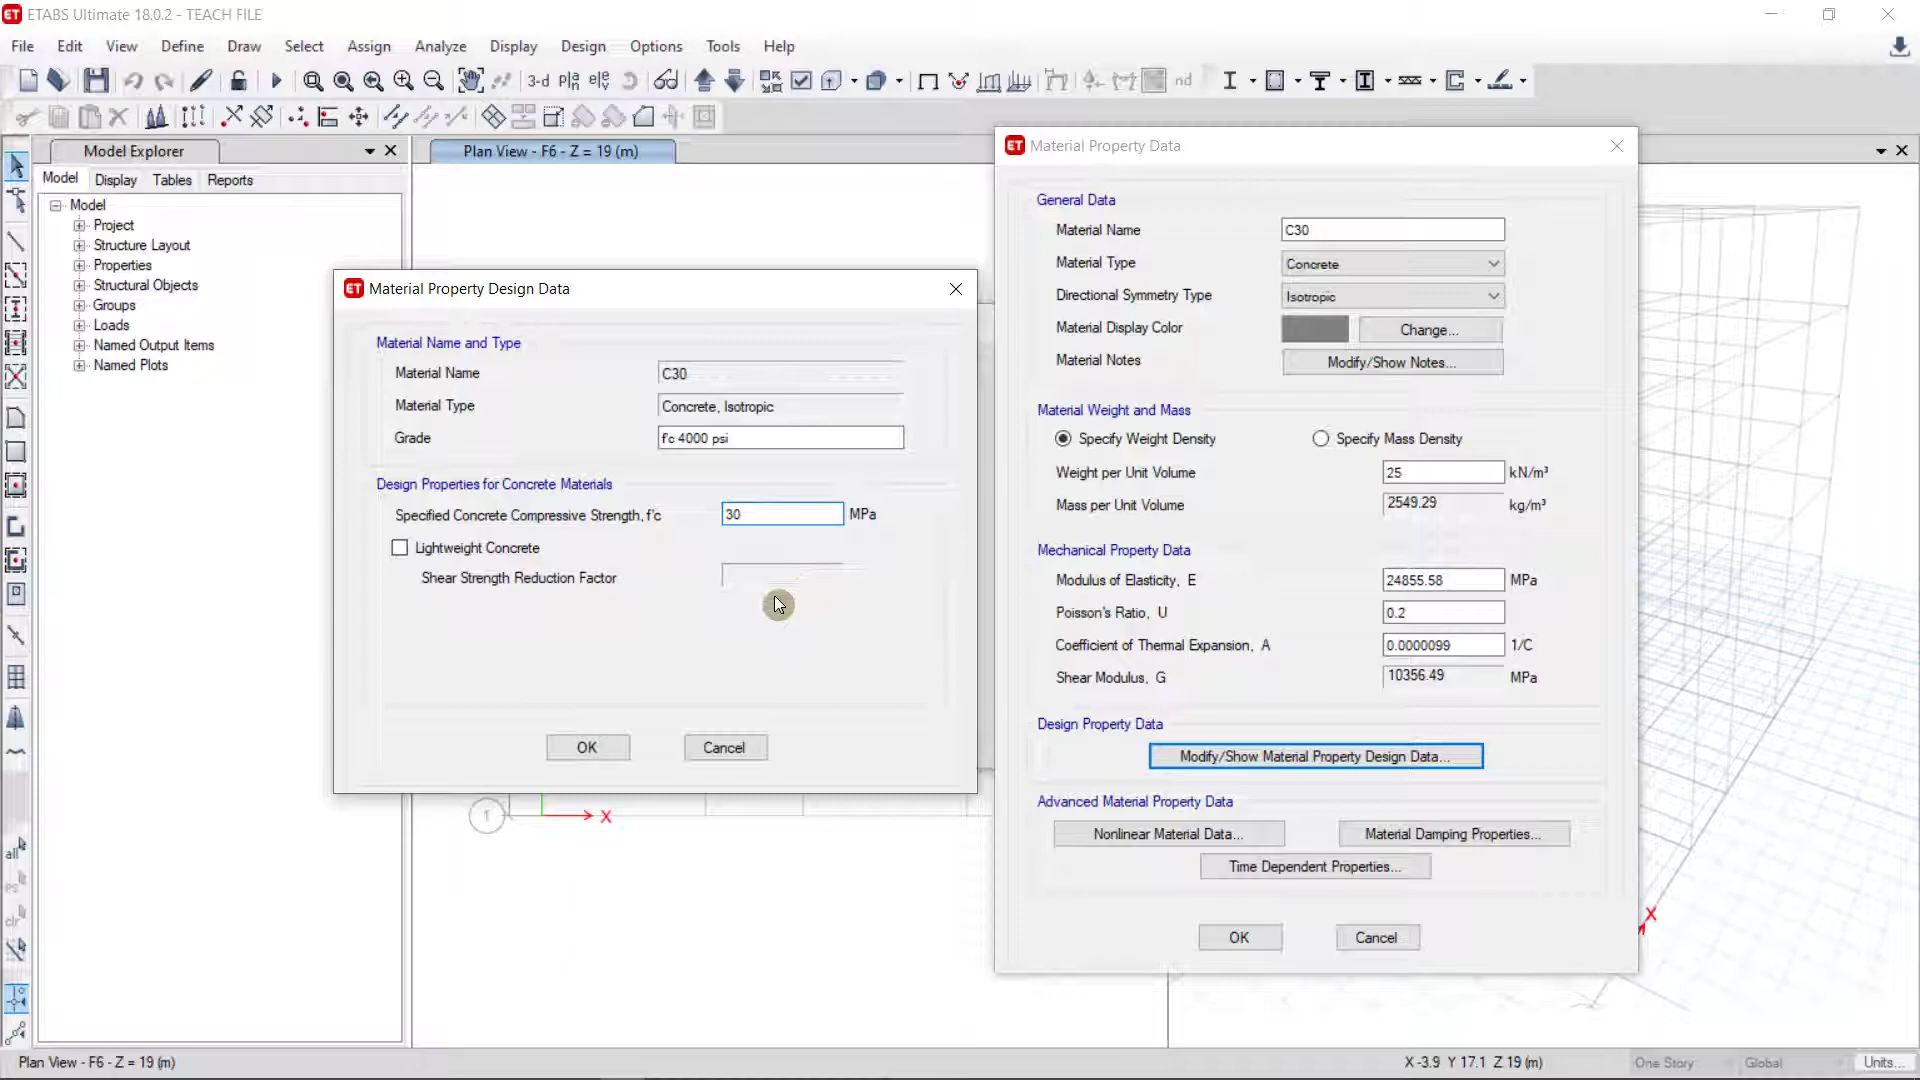 ETABS Ultimate 18.0.2 - TEACH FILE
File Edit View Define Draw Select Assign Analyze Display Design Options Tools Help
3-d
nd
Model Explorer
Model Display Tables Reports
Model
Project
Structure Layout
Properties
Structural Objects
Groups
Loads
Named Output Items
Named Plots
all
ps
clr
Plan View - F6 - Z = 19 (m)
1
X
Material Property Design Data
Material Name and Type
Material Name C30
Material Type Concrete, Isotropic
Grade f'c 4000 psi
Design Properties for Concrete Materials
Specified Concrete Compressive Strength, f'c 30 MPa
Lightweight Concrete
Shear Strength Reduction Factor
OK Cancel
Material Property Data
General Data
Material Name C30
Material Type Concrete
Directional Symmetry Type Isotropic
Material Display Color Change...
Material Notes Modify/Show Notes...
Material Weight and Mass
Specify Weight Density Specify Mass Density
Weight per Unit Volume 25 kN/m³
Mass per Unit Volume 2549.29 kg/m³
Mechanical Property Data
Modulus of Elasticity, E 24855.58 MPa
Poisson's Ratio, U 0.2
Coefficient of Thermal Expansion, A 0.0000099 1/C
Shear Modulus, G 10356.49 MPa
Design Property Data
Modify/Show Material Property Design Data...
Advanced Material Property Data
Nonlinear Material Data... Material Damping Properties...
Time Dependent Properties...
OK Cancel
X
Plan View - F6 - Z = 19 (m) X -3.9 Y 17.1 Z 19 (m) One Story Global Units...